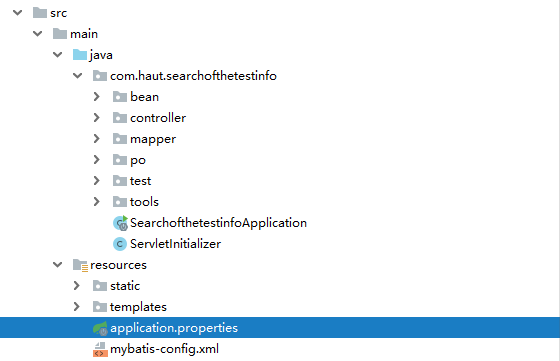 src
main
java
com.haut.searchofthetestinfo
bean
controller
mapper
po
test
tools
SearchofthetestinfoApplication
ServletInitializer
resources
static
templates
application.properties
mybatis-config.xml